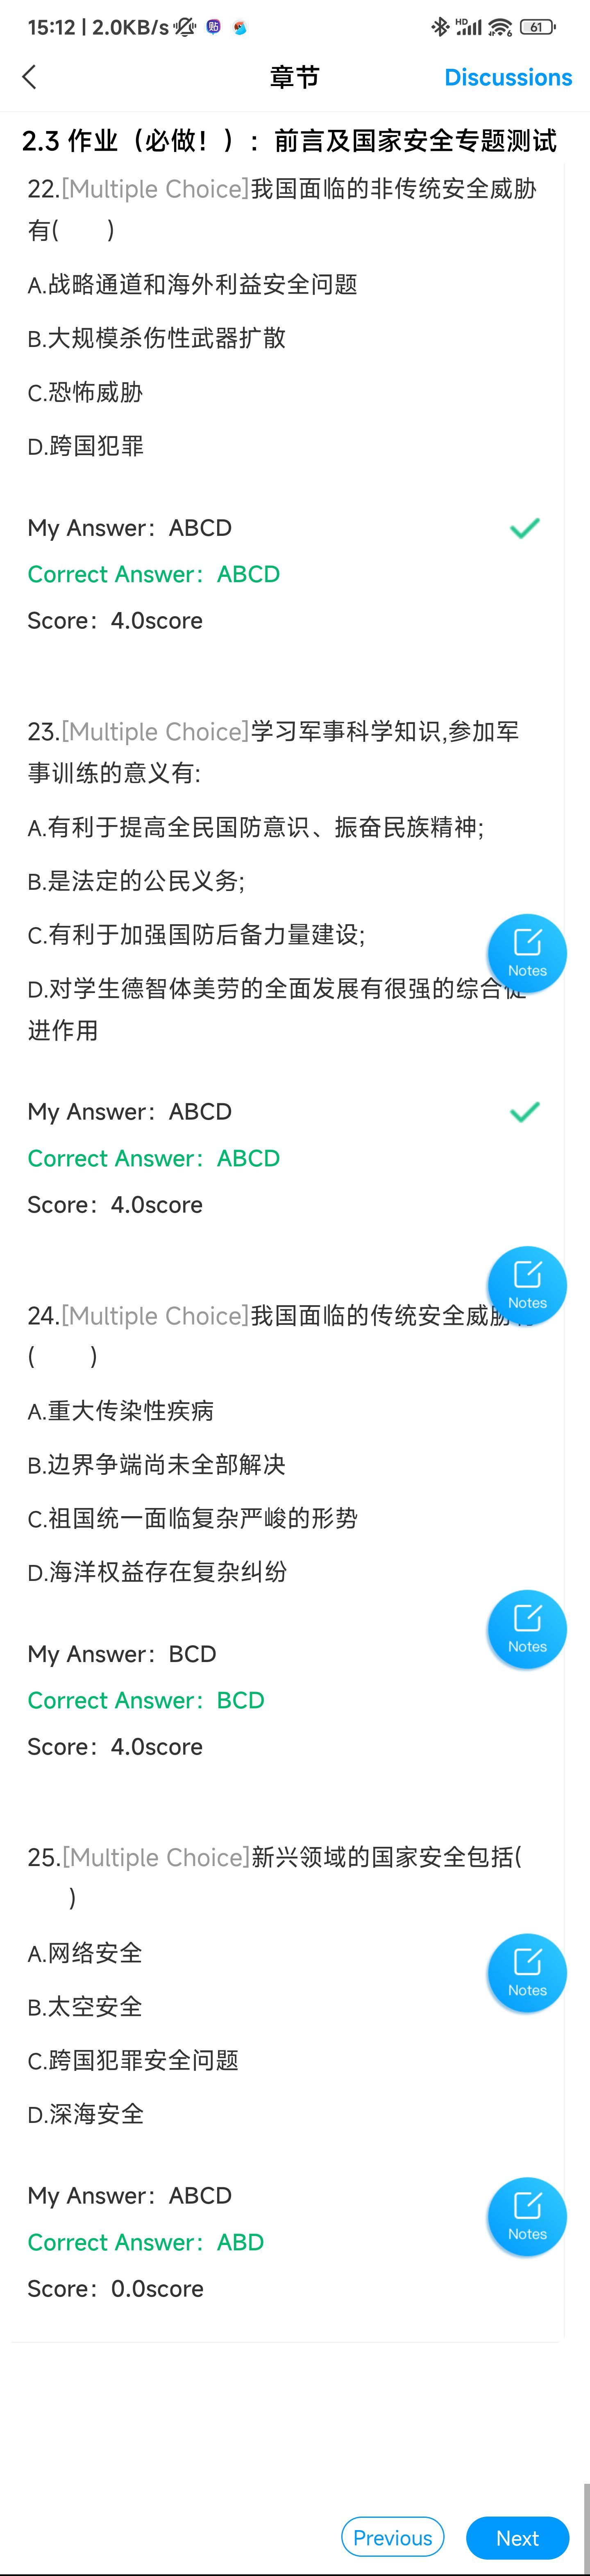 15:12 | 2.0KB/s 贴 HD 6 61
章节 Discussions
2.3 作业（必做！）：前言及国家安全专题测试
22.[Multiple Choice]我国面临的非传统安全威胁
有( )
A.战略通道和海外利益安全问题
B.大规模杀伤性武器扩散
C.恐怖威胁
D.跨国犯罪
My Answer：ABCD
Correct Answer：ABCD
Score：4.0score
23.[Multiple Choice]学习军事科学知识,参加军
事训练的意义有:
A.有利于提高全民国防意识、振奋民族精神;
B.是法定的公民义务;
C.有利于加强国防后备力量建设;
Notes
D.对学生德智体美劳的全面发展有很强的综合促
进作用
My Answer：ABCD
Correct Answer：ABCD
Score：4.0score
Notes
24.[Multiple Choice]我国面临的传统安全威胁
( )
A.重大传染性疾病
B.边界争端尚未全部解决
C.祖国统一面临复杂严峻的形势
D.海洋权益存在复杂纠纷
Notes
My Answer：BCD
Correct Answer：BCD
Score：4.0score
25.[Multiple Choice]新兴领域的国家安全包括(
)
A.网络安全
Notes
B.太空安全
C.跨国犯罪安全问题
D.深海安全
My Answer：ABCD
Notes
Correct Answer：ABD
Score：0.0score
Previous Next